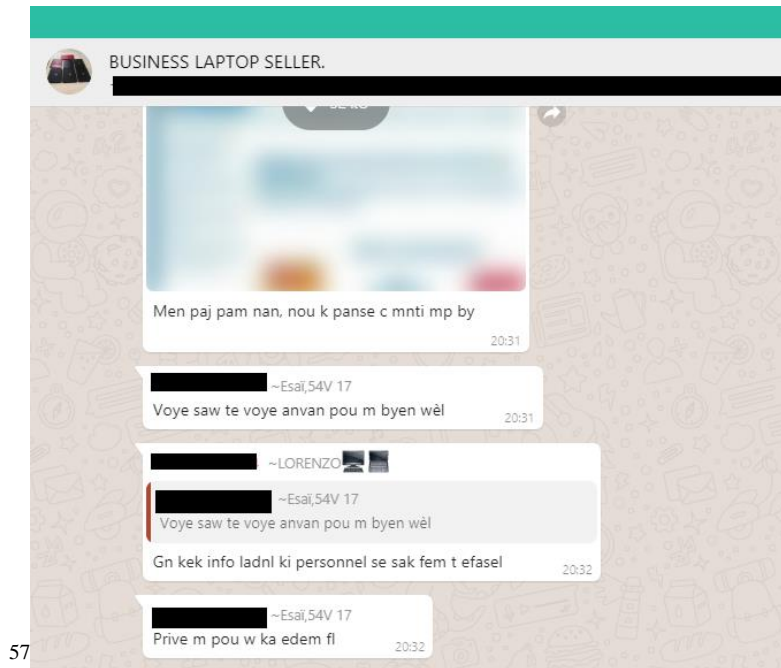 BUSINESS LAPTOP SELLER.
Men paj pam nan, nou k panse c mnti mp by
20:31
~Esaï,54V 17
Voye saw te voye anvan pou m byen wèl
20:31
~LORENZO🖥💻
~Esaï,54V 17
Voye saw te voye anvan pou m byen wèl
Gn kek info ladnl ki personnel se sak fem t efasel
20:32
~Esaï,54V 17
Prive m pou w ka edem fl
20:32
57